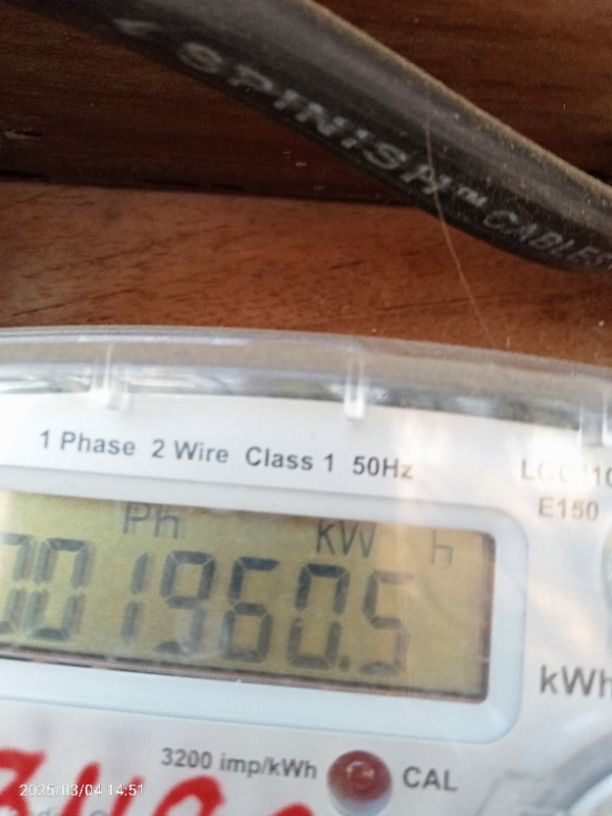 SPINISH™ CABLES
1 Phase 2 Wire Class 1 50Hz
E150
Ph kW h
001960.5
kWh
3200 imp/kWh CAL
2025/03/04 14:51